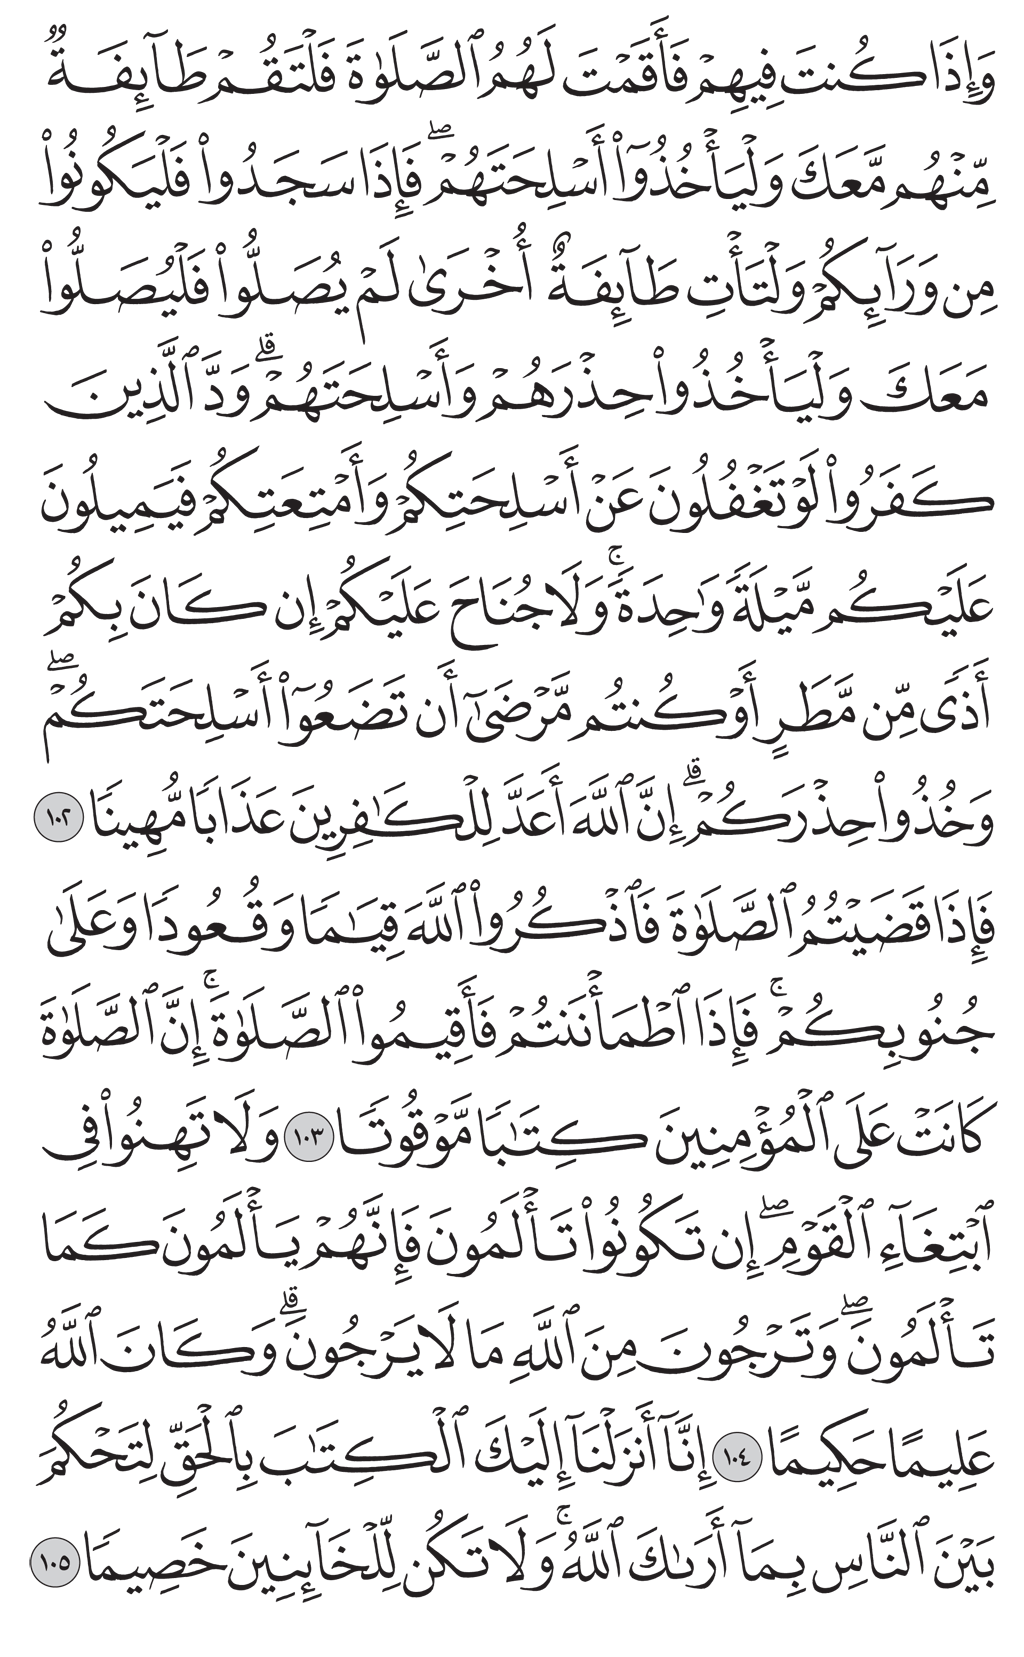 وَإِذَا كُنتَ فِيهِمْ فَأَقَمْتَ لَهُمُ ٱلصَّلَوٰةَ فَلْتَقُمْ طَآئِفَةٌ
مِّنْهُم مَّعَكَ وَلْيَأْخُذُوٓا۟ أَسْلِحَتَهُمْ ۖ فَإِذَا سَجَدُوا۟ فَلْيَكُونُوا۟
مِن وَرَآئِكُمْ وَلْتَأْتِ طَآئِفَةٌ أُخْرَىٰ لَمْ يُصَلُّوا۟ فَلْيُصَلُّوا۟
مَعَكَ وَلْيَأْخُذُوا۟ حِذْرَهُمْ وَأَسْلِحَتَهُمْ ۗ وَدَّ ٱلَّذِينَ
كَفَرُوا۟ لَوْ تَغْفُلُونَ عَنْ أَسْلِحَتِكُمْ وَأَمْتِعَتِكُمْ فَيَمِيلُونَ
عَلَيْكُم مَّيْلَةً وَٰحِدَةً ۚ وَلَا جُنَاحَ عَلَيْكُمْ إِن كَانَ بِكُمْ
أَذًى مِّن مَّطَرٍ أَوْ كُنتُم مَّرْضَىٰٓ أَن تَضَعُوٓا۟ أَسْلِحَتَكُمْ ۖ
وَخُذُوا۟ حِذْرَكُمْ ۗ إِنَّ ٱللَّهَ أَعَدَّ لِلْكَـٰفِرِينَ عَذَابًا مُّهِينًا ١٠٢
فَإِذَا قَضَيْتُمُ ٱلصَّلَوٰةَ فَٱذْكُرُوا۟ ٱللَّهَ قِيَـٰمًا وَقُعُودًا وَعَلَىٰ
جُنُوبِكُمْ ۚ فَإِذَا ٱطْمَأْنَنتُمْ فَأَقِيمُوا۟ ٱلصَّلَوٰةَ ۚ إِنَّ ٱلصَّلَوٰةَ
كَانَتْ عَلَى ٱلْمُؤْمِنِينَ كِتَـٰبًا مَّوْقُوتًا ١٠٣ وَلَا تَهِنُوا۟ فِى
ٱبْتِغَآءِ ٱلْقَوْمِ ۖ إِن تَكُونُوا۟ تَأْلَمُونَ فَإِنَّهُمْ يَأْلَمُونَ كَمَا
تَأْلَمُونَ ۖ وَتَرْجُونَ مِنَ ٱللَّهِ مَا لَا يَرْجُونَ ۗ وَكَانَ ٱللَّهُ
عَلِيمًا حَكِيمًا ١٠٤ إِنَّآ أَنزَلْنَآ إِلَيْكَ ٱلْكِتَـٰبَ بِٱلْحَقِّ لِتَحْكُمَ
بَيْنَ ٱلنَّاسِ بِمَآ أَرَىٰكَ ٱللَّهُ ۚ وَلَا تَكُن لِّلْخَآئِنِينَ خَصِيمًا ١٠٥